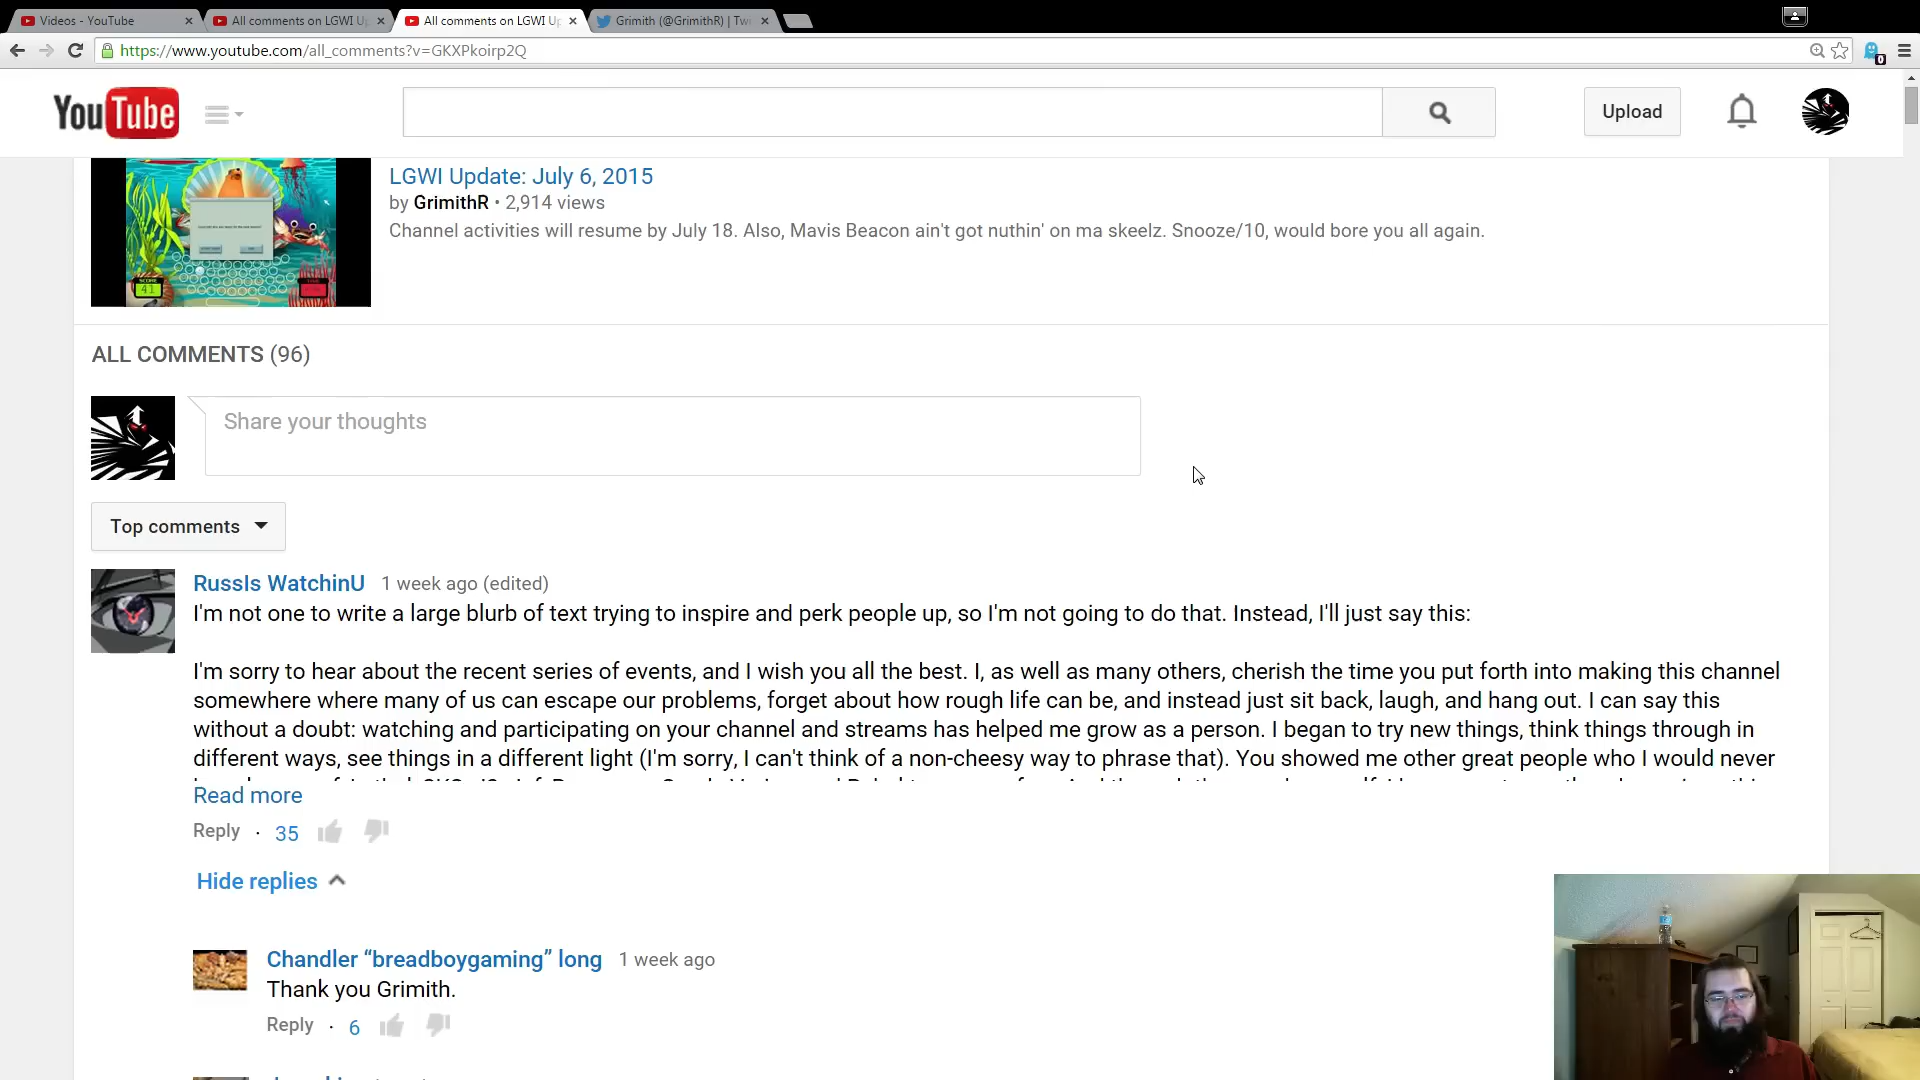 Videos - YouTube
All comments on LGWI Up
All comments on LGWI Up
Grimith (@GrimithR) | Tw
https://www.youtube.com/all_comments?v=GKXPkoirp2Q
0
YouTube
Upload
LGWI Update: July 6, 2015
by GrimithR • 2,914 views
Channel activities will resume by July 18. Also, Mavis Beacon ain't got nuthin' on ma skeelz. Snooze/10, would bore you all again.
SCORE
41
ALL COMMENTS (96)
Share your thoughts
Top comments
RussIs WatchinU 1 week ago (edited)
I'm not one to write a large blurb of text trying to inspire and perk people up, so I'm not going to do that. Instead, I'll just say this:
I'm sorry to hear about the recent series of events, and I wish you all the best. I, as well as many others, cherish the time you put forth into making this channel
somewhere where many of us can escape our problems, forget about how rough life can be, and instead just sit back, laugh, and hang out. I can say this
without a doubt: watching and participating on your channel and streams has helped me grow as a person. I began to try new things, think things through in
different ways, see things in a different light (I'm sorry, I can't think of a non-cheesy way to phrase that). You showed me other great people who I would never
Read more
Reply · 35
Hide replies
Chandler “breadboygaming” long 1 week ago
Thank you Grimith.
Reply · 6